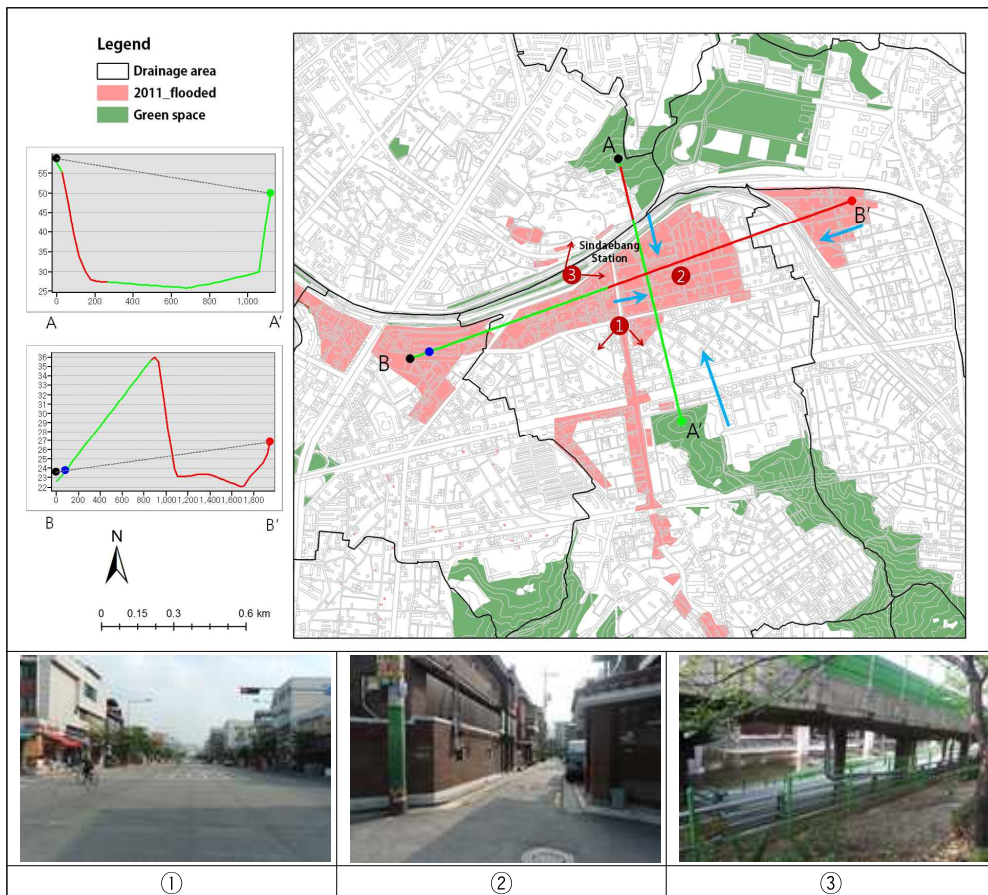 Legend
Drainage area
2011_flooded
Green space
55
50
45
40
35
30
25
0 200 400 600 800 1,000
A A′
36
35
34
33
32
31
30
29
28
27
26
25
24
23
22
0 200 400 600 800 1,000 1,200 1,400 1,600 1,800
B B′
N
0 0.15 0.3 0.6 km
A
B′
Sindaebang
Station
3
2
1
B
A′
① ② ③